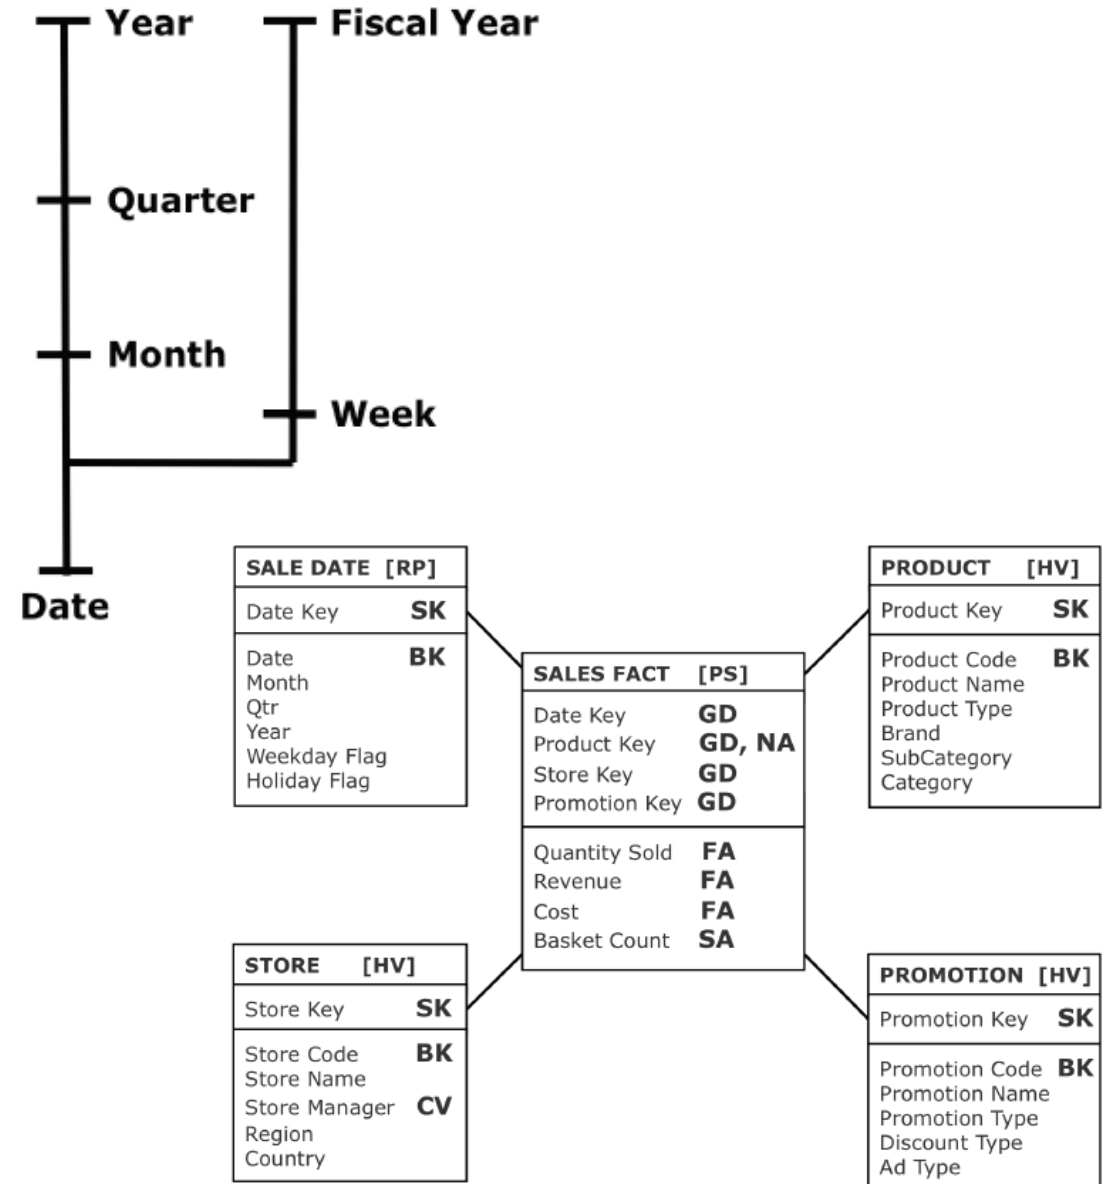 Year
Fiscal Year
Quarter
Month
Week
Date
SALE DATE [RP]
Date Key SK
Date BK
Month
Qtr
Year
Weekday Flag
Holiday Flag
PRODUCT [HV]
Product Key SK
Product Code BK
Product Name
Product Type
Brand
SubCategory
Category
SALES FACT [PS]
Date Key GD
Product Key GD, NA
Store Key GD
Promotion Key GD
Quantity Sold FA
Revenue FA
Cost FA
Basket Count SA
STORE [HV]
Store Key SK
Store Code BK
Store Name
Store Manager CV
Region
Country
PROMOTION [HV]
Promotion Key SK
Promotion Code BK
Promotion Name
Promotion Type
Discount Type
Ad Type